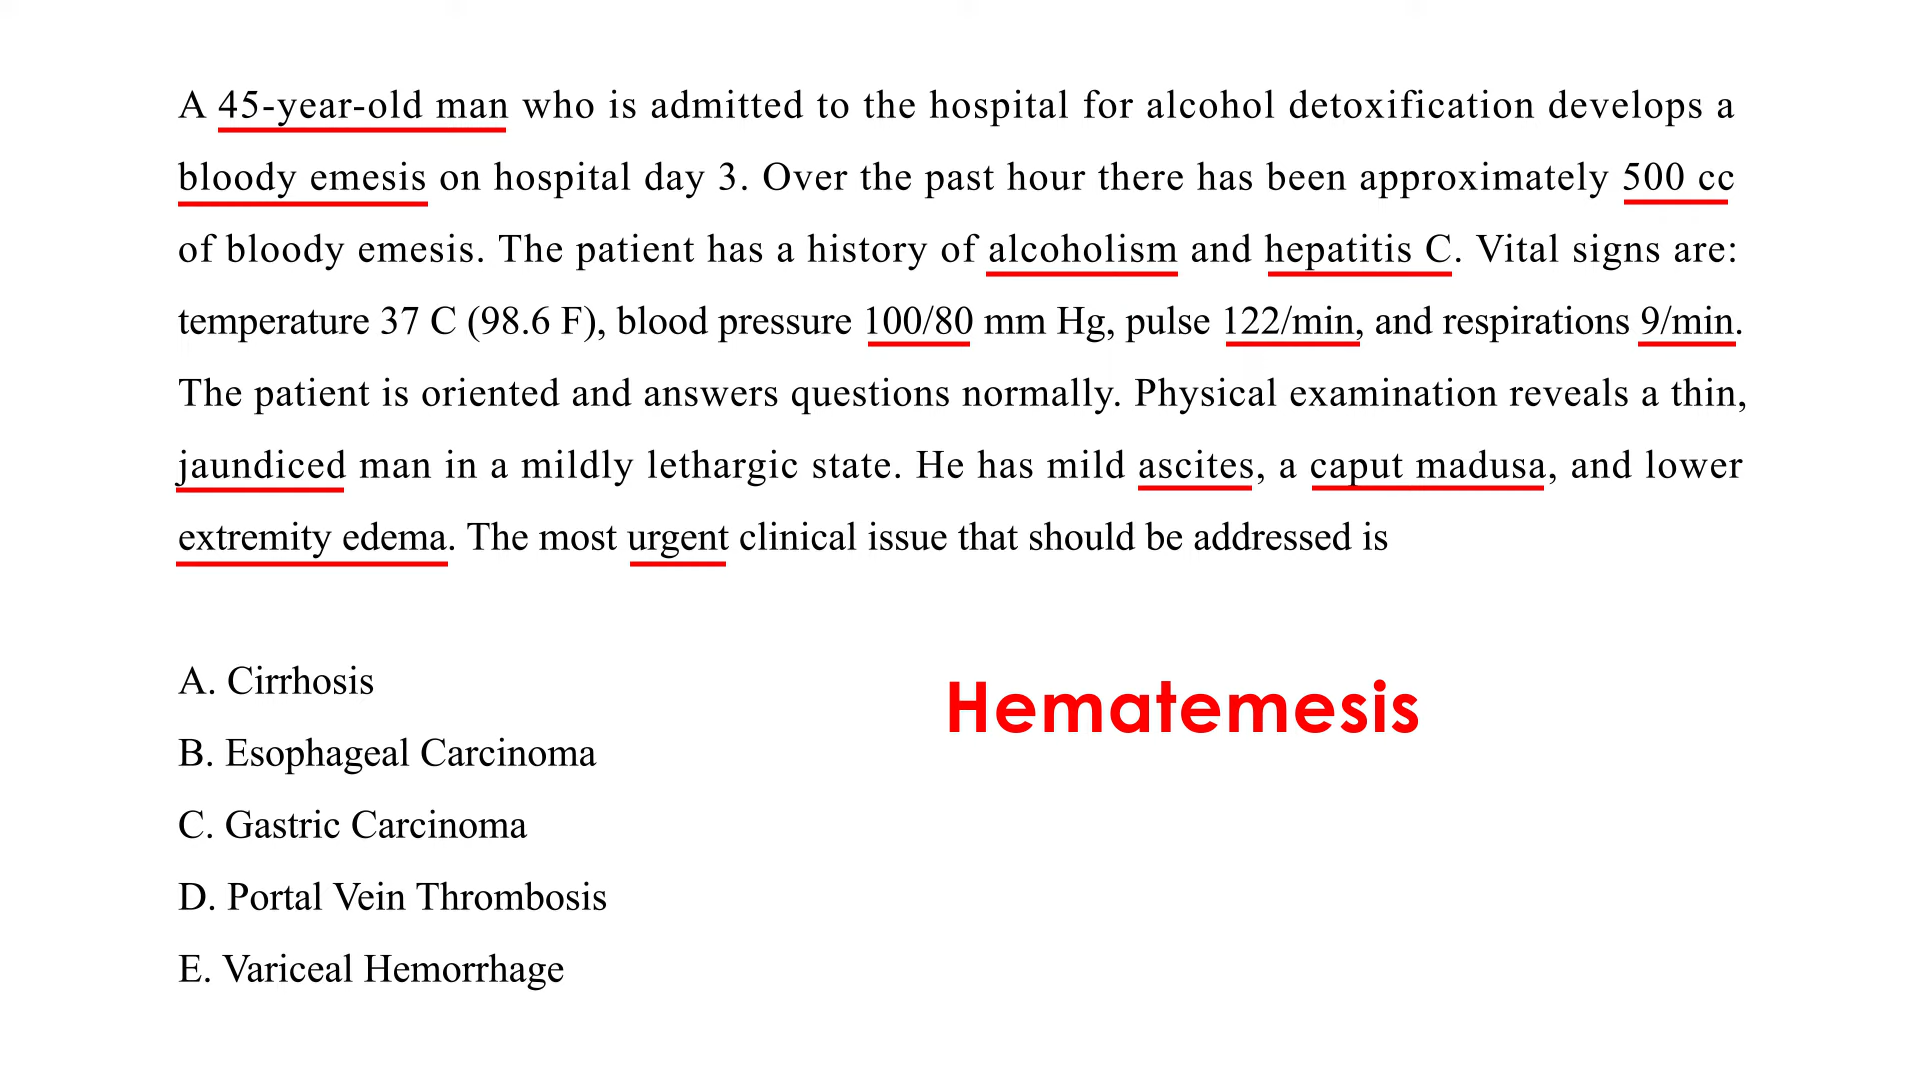 A 45-year-old man who is admitted to the hospital for alcohol detoxification develops a
bloody emesis on hospital day 3. Over the past hour there has been approximately 500 cc
of bloody emesis. The patient has a history of alcoholism and hepatitis C. Vital signs are:
temperature 37 C (98.6 F), blood pressure 100/80 mm Hg, pulse 122/min, and respirations 9/min.
The patient is oriented and answers questions normally. Physical examination reveals a thin,
jaundiced man in a mildly lethargic state. He has mild ascites, a caput madusa, and lower
extremity edema. The most urgent clinical issue that should be addressed is
A. Cirrhosis
B. Esophageal Carcinoma
C. Gastric Carcinoma
D. Portal Vein Thrombosis
E. Variceal Hemorrhage
Hematemesis